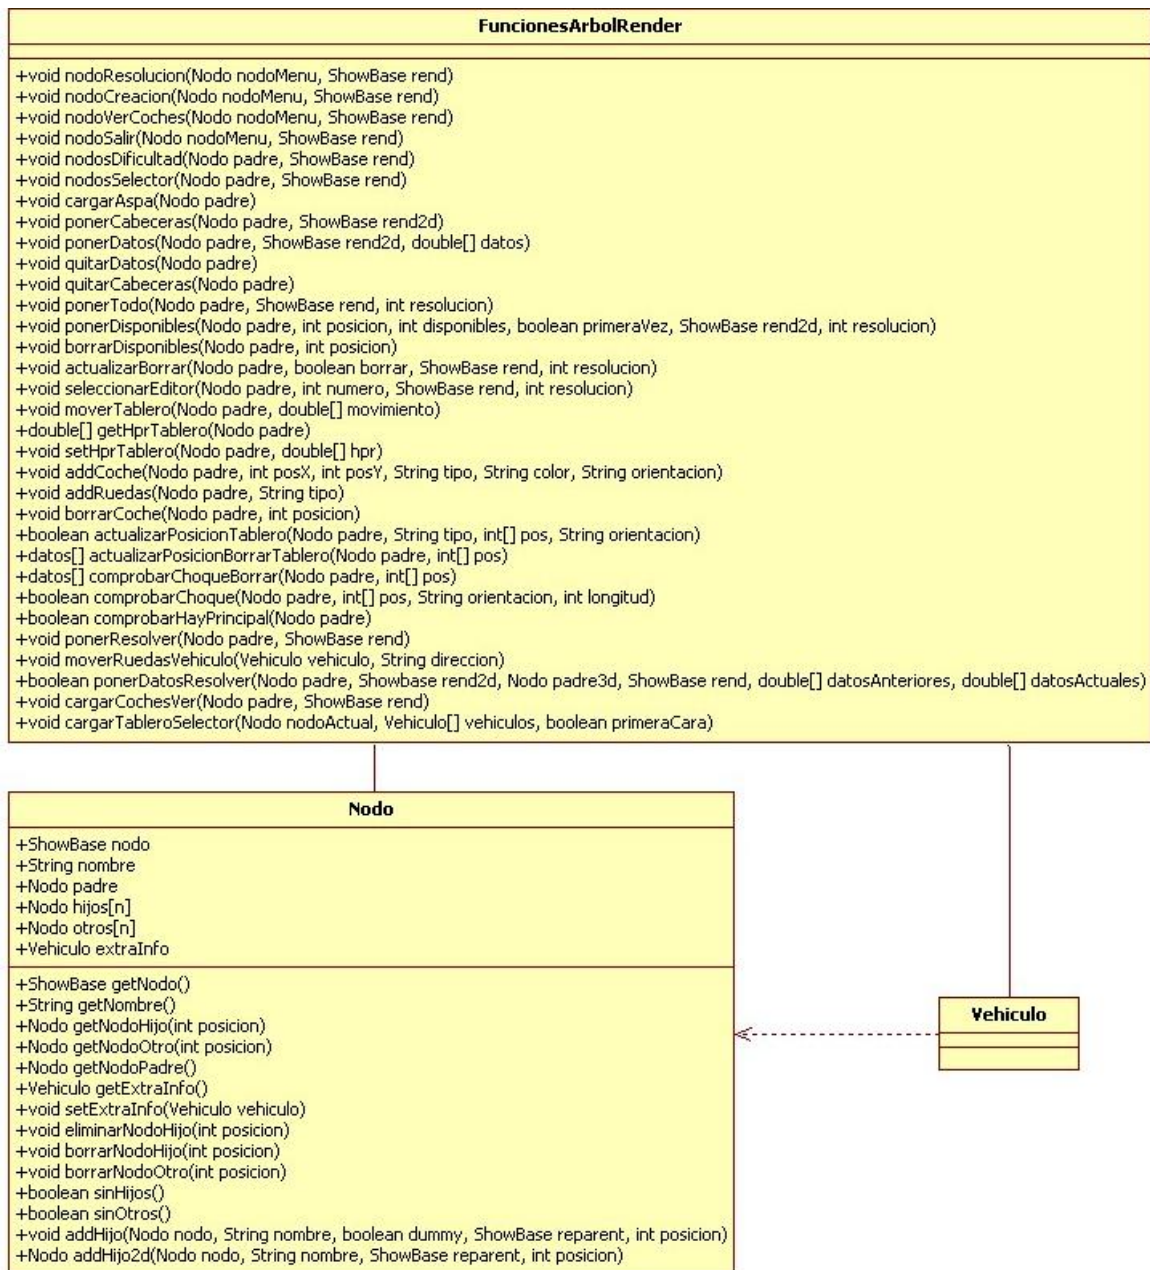 FuncionesArbolRender
+void nodoResolucion(Nodo nodoMenu, ShowBase rend)
+void nodoCreacion(Nodo nodoMenu, ShowBase rend)
+void nodoVerCoches(Nodo nodoMenu, ShowBase rend)
+void nodoSalir(Nodo nodoMenu, ShowBase rend)
+void nodosDificultad(Nodo padre, ShowBase rend)
+void nodosSelector(Nodo padre, ShowBase rend)
+void cargarAspa(Nodo padre)
+void ponerCabeceras(Nodo padre, ShowBase rend2d)
+void ponerDatos(Nodo padre, ShowBase rend2d, double[] datos)
+void quitarDatos(Nodo padre)
+void quitarCabeceras(Nodo padre)
+void ponerTodo(Nodo padre, ShowBase rend, int resolucion)
+void ponerDisponibles(Nodo padre, int posicion, int disponibles, boolean primeraVez, ShowBase rend2d, int resolucion)
+void borrarDisponibles(Nodo padre, int posicion)
+void actualizarBorrar(Nodo padre, boolean borrar, ShowBase rend, int resolucion)
+void seleccionarEditor(Nodo padre, int numero, ShowBase rend, int resolucion)
+void moverTablero(Nodo padre, double[] movimiento)
+double[] getHprTablero(Nodo padre)
+void setHprTablero(Nodo padre, double[] hpr)
+void addCoche(Nodo padre, int posX, int posY, String tipo, String color, String orientacion)
+void addRuedas(Nodo padre, String tipo)
+void borrarCoche(Nodo padre, int posicion)
+boolean actualizarPosicionTablero(Nodo padre, String tipo, int[] pos, String orientacion)
+datos[] actualizarPosicionBorrarTablero(Nodo padre, int[] pos)
+datos[] comprobarChoqueBorrar(Nodo padre, int[] pos)
+boolean comprobarChoque(Nodo padre, int[] pos, String orientacion, int longitud)
+boolean comprobarHayPrincipal(Nodo padre)
+void ponerResolver(Nodo padre, ShowBase rend)
+void moverRuedasVehiculo(Vehiculo vehiculo, String direccion)
+boolean ponerDatosResolver(Nodo padre, Showbase rend2d, Nodo padre3d, ShowBase rend, double[] datosAnteriores, double[] datosActuales)
+void cargarCochesVer(Nodo padre, ShowBase rend)
+void cargarTableroSelector(Nodo nodoActual, Vehiculo[] vehiculos, boolean primeraCara)
Nodo
+ShowBase nodo
+String nombre
+Nodo padre
+Nodo hijos[n]
+Nodo otros[n]
+Vehiculo extraInfo
+ShowBase getNodo()
+String getNombre()
+Nodo getNodoHijo(int posicion)
+Nodo getNodoOtro(int posicion)
+Nodo getNodoPadre()
+Vehiculo getExtraInfo()
+void setExtraInfo(Vehiculo vehiculo)
+void eliminarNodoHijo(int posicion)
+void borrarNodoHijo(int posicion)
+void borrarNodoOtro(int posicion)
+boolean sinHijos()
+boolean sinOtros()
+void addHijo(Nodo nodo, String nombre, boolean dummy, ShowBase reparent, int posicion)
+Nodo addHijo2d(Nodo nodo, String nombre, ShowBase reparent, int posicion)
Vehiculo